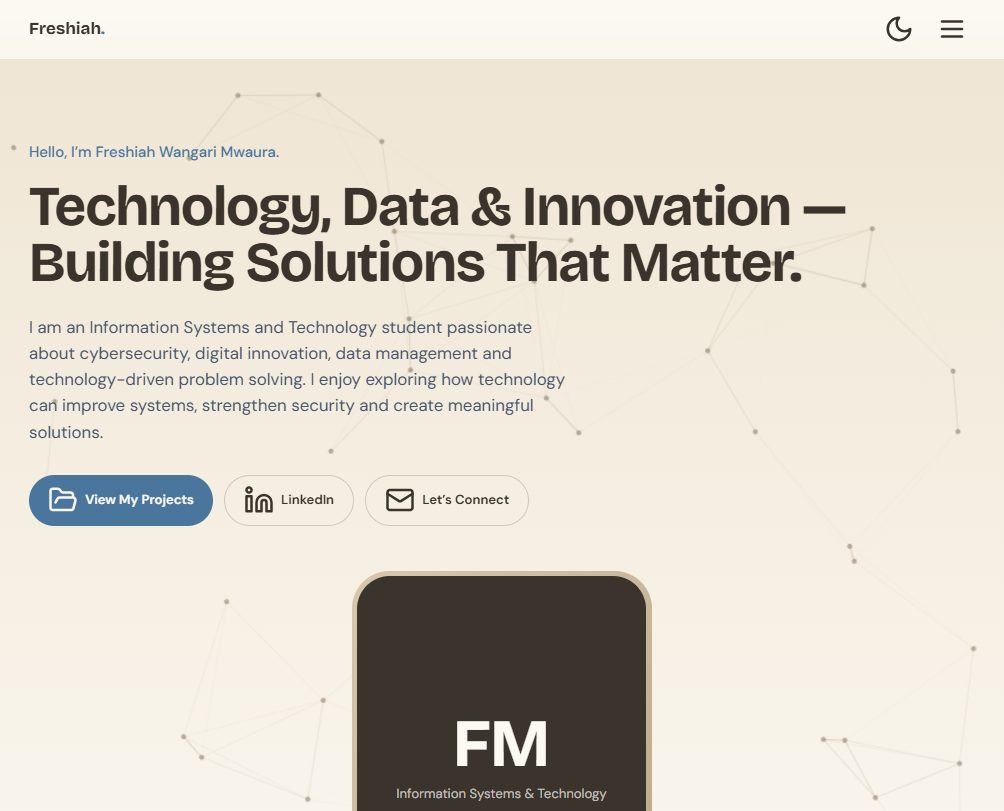 Freshiah.
Hello, I’m Freshiah Wangari Mwaura.
Technology, Data & Innovation —
Building Solutions That Matter.
I am an Information Systems and Technology student passionate
about cybersecurity, digital innovation, data management and
technology-driven problem solving. I enjoy exploring how technology
can improve systems, strengthen security and create meaningful
solutions.
View My Projects
LinkedIn
Let’s Connect
FM
Information Systems & Technology